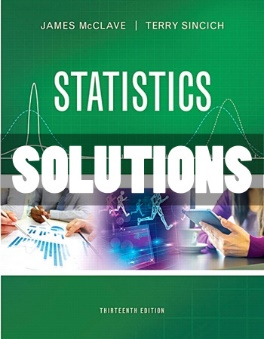 JAMES McCLAVE | TERRY SINCICH
STATISTICS
SOLUTIONS
THIRTEENTH EDITION